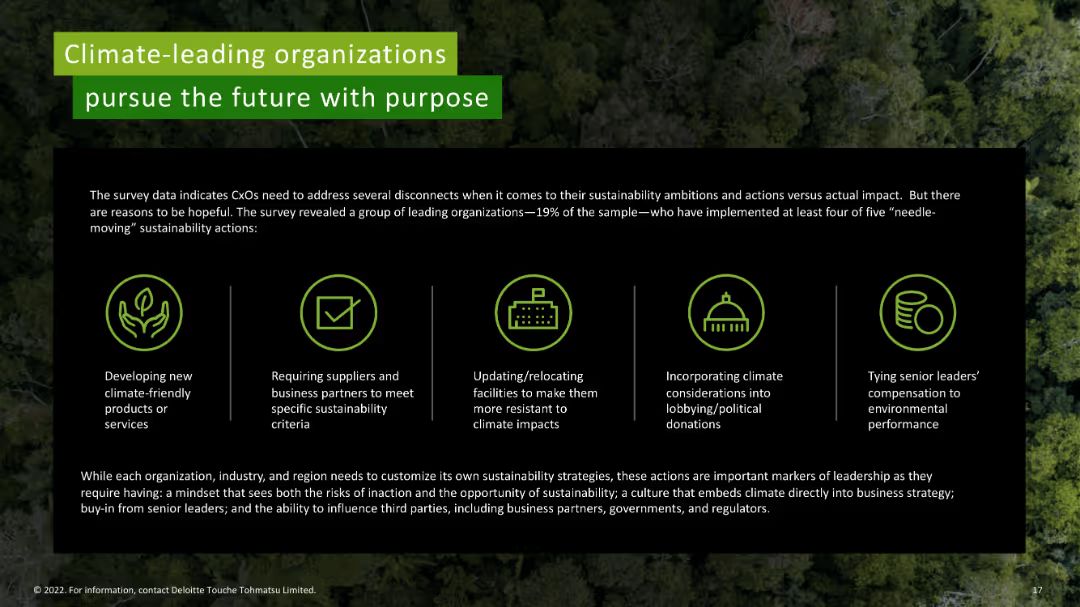 Climate-leading organizations
pursue the future with purpose
The survey data indicates CxOs need to address several disconnects when it comes to their sustainability ambitions and actions versus actual impact.  But there
are reasons to be hopeful. The survey revealed a group of leading organizations—19% of the sample—who have implemented at least four of five “needle-
moving” sustainability actions:
Developing new
climate-friendly
products or
services
Requiring suppliers and
business partners to meet
specific sustainability
criteria
Updating/relocating
facilities to make them
more resistant to
climate impacts
Incorporating climate
considerations into
lobbying/political
donations
Tying senior leaders’
compensation to
environmental
performance
While each organization, industry, and region needs to customize its own sustainability strategies, these actions are important markers of leadership as they
require having: a mindset that sees both the risks of inaction and the opportunity of sustainability; a culture that embeds climate directly into business strategy;
buy-in from senior leaders; and the ability to influence third parties, including business partners, governments, and regulators.
© 2022. For information, contact Deloitte Touche Tohmatsu Limited.
17